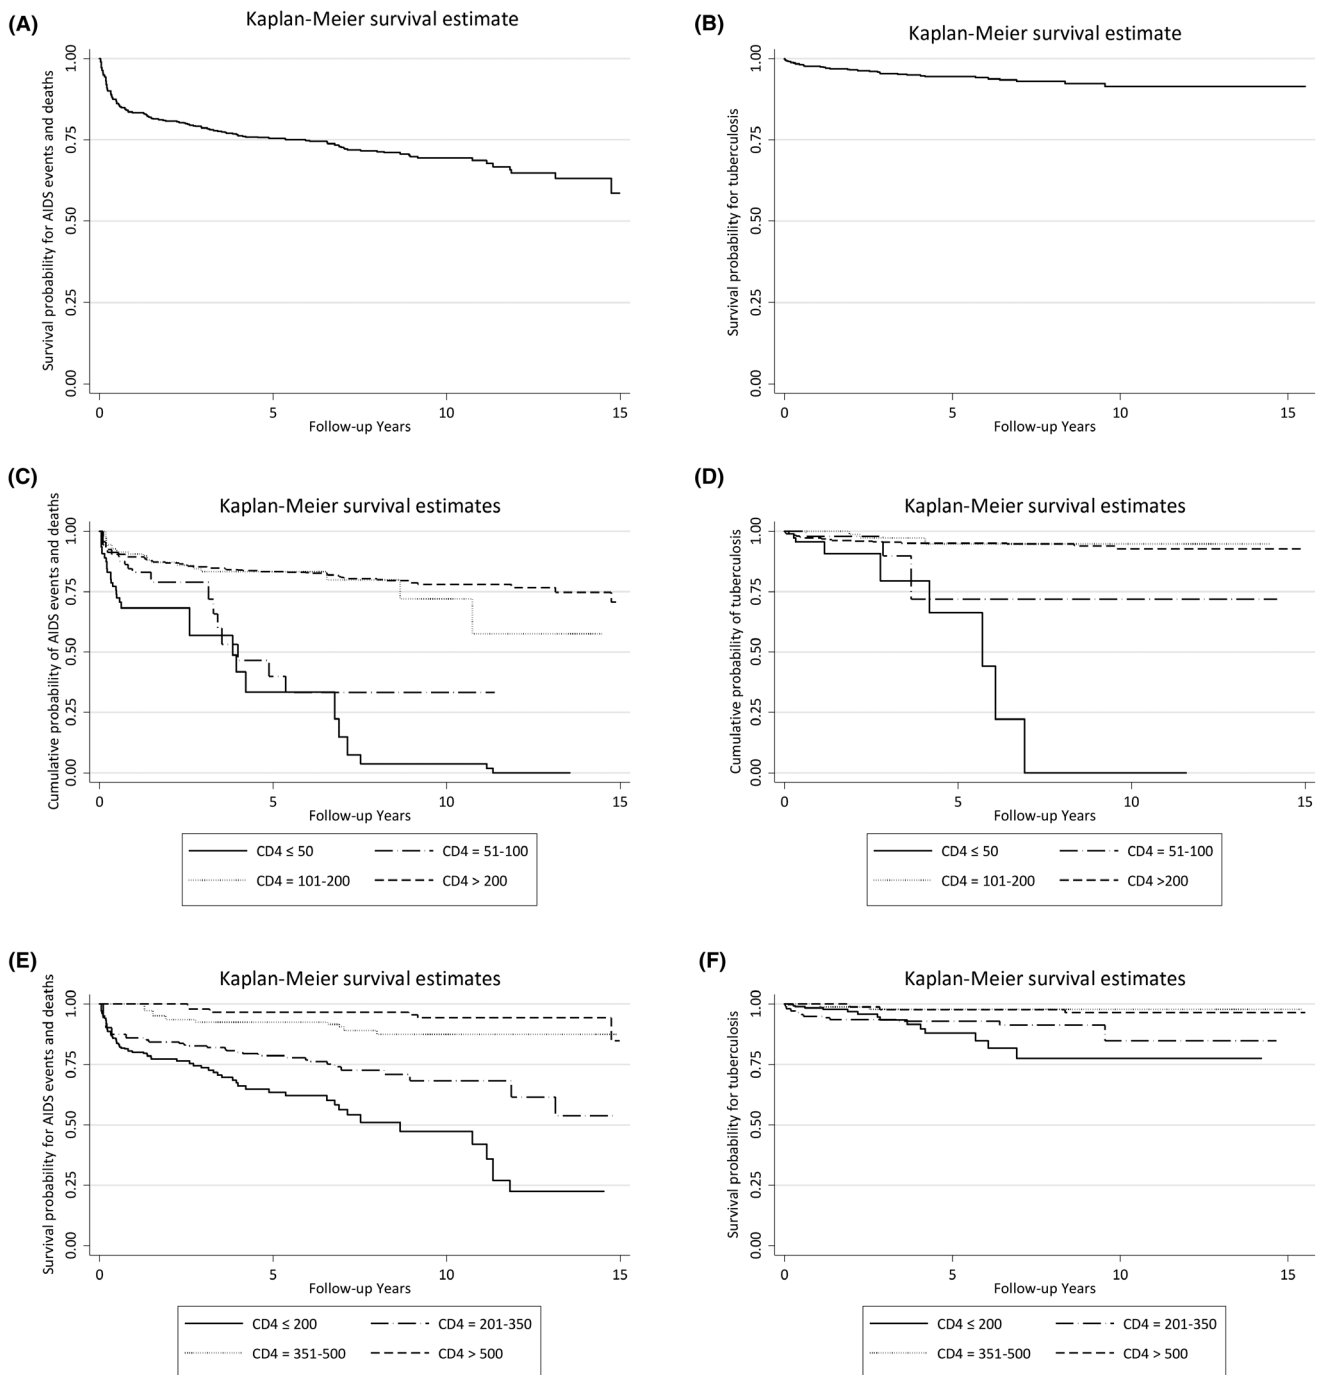 (A)
Kaplan-Meier survival estimate
Survival probability for AIDS events and deaths
1.00
0.75
0.50
0.25
0.00
0 5 10 15
Follow-up Years
(B)
Kaplan-Meier survival estimate
Survival probability for tuberculosis
1.00
0.75
0.50
0.25
0.00
0 5 10 15
Follow-up Years
(C)
Kaplan-Meier survival estimates
Cumulative probability of AIDS events and deaths
1.00
0.75
0.50
0.25
0.00
0 5 10 15
Follow-up Years
CD4 ≤ 50 CD4 = 51-100
CD4 = 101-200 CD4 > 200
(D)
Kaplan-Meier survival estimates
Cumulative probability of tuberculosis
1.00
0.75
0.50
0.25
0.00
0 5 10 15
Follow-up Years
CD4 ≤ 50 CD4 = 51-100
CD4 = 101-200 CD4 >200
(E)
Kaplan-Meier survival estimates
Survival probability for AIDS events and deaths
1.00
0.75
0.50
0.25
0.00
0 5 10 15
Follow-up Years
CD4 ≤ 200 CD4 = 201-350
CD4 = 351-500 CD4 > 500
(F)
Kaplan-Meier survival estimates
Survival probability for tuberculosis
1.00
0.75
0.50
0.25
0.00
0 5 10 15
Follow-up Years
CD4 ≤ 200 CD4 = 201-350
CD4 = 351-500 CD4 > 500